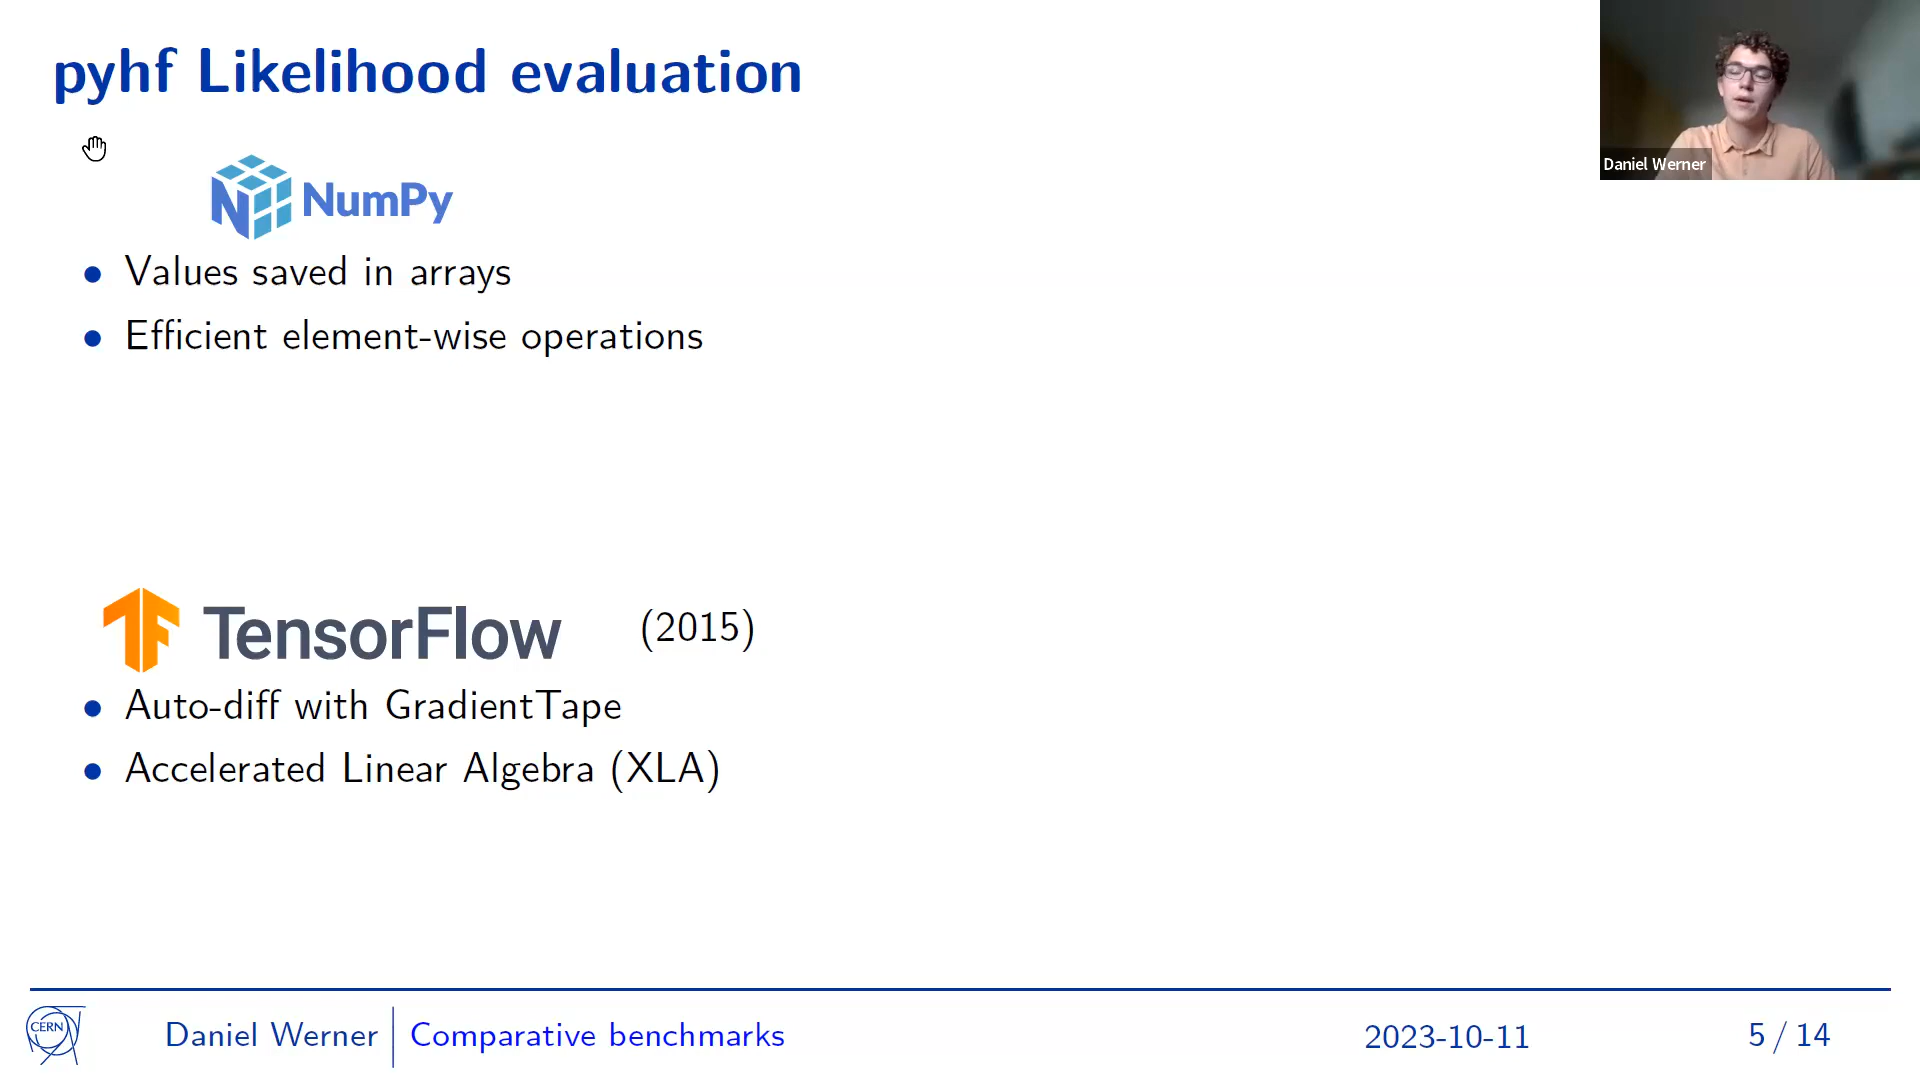 pyhf Likelihood evaluation
Daniel Werner
NumPy
• Values saved in arrays
• Efficient element-wise operations
TensorFlow (2015)
• Auto-diff with GradientTape
• Accelerated Linear Algebra (XLA)
CERN Daniel Werner Comparative benchmarks 2023-10-11 5 / 14